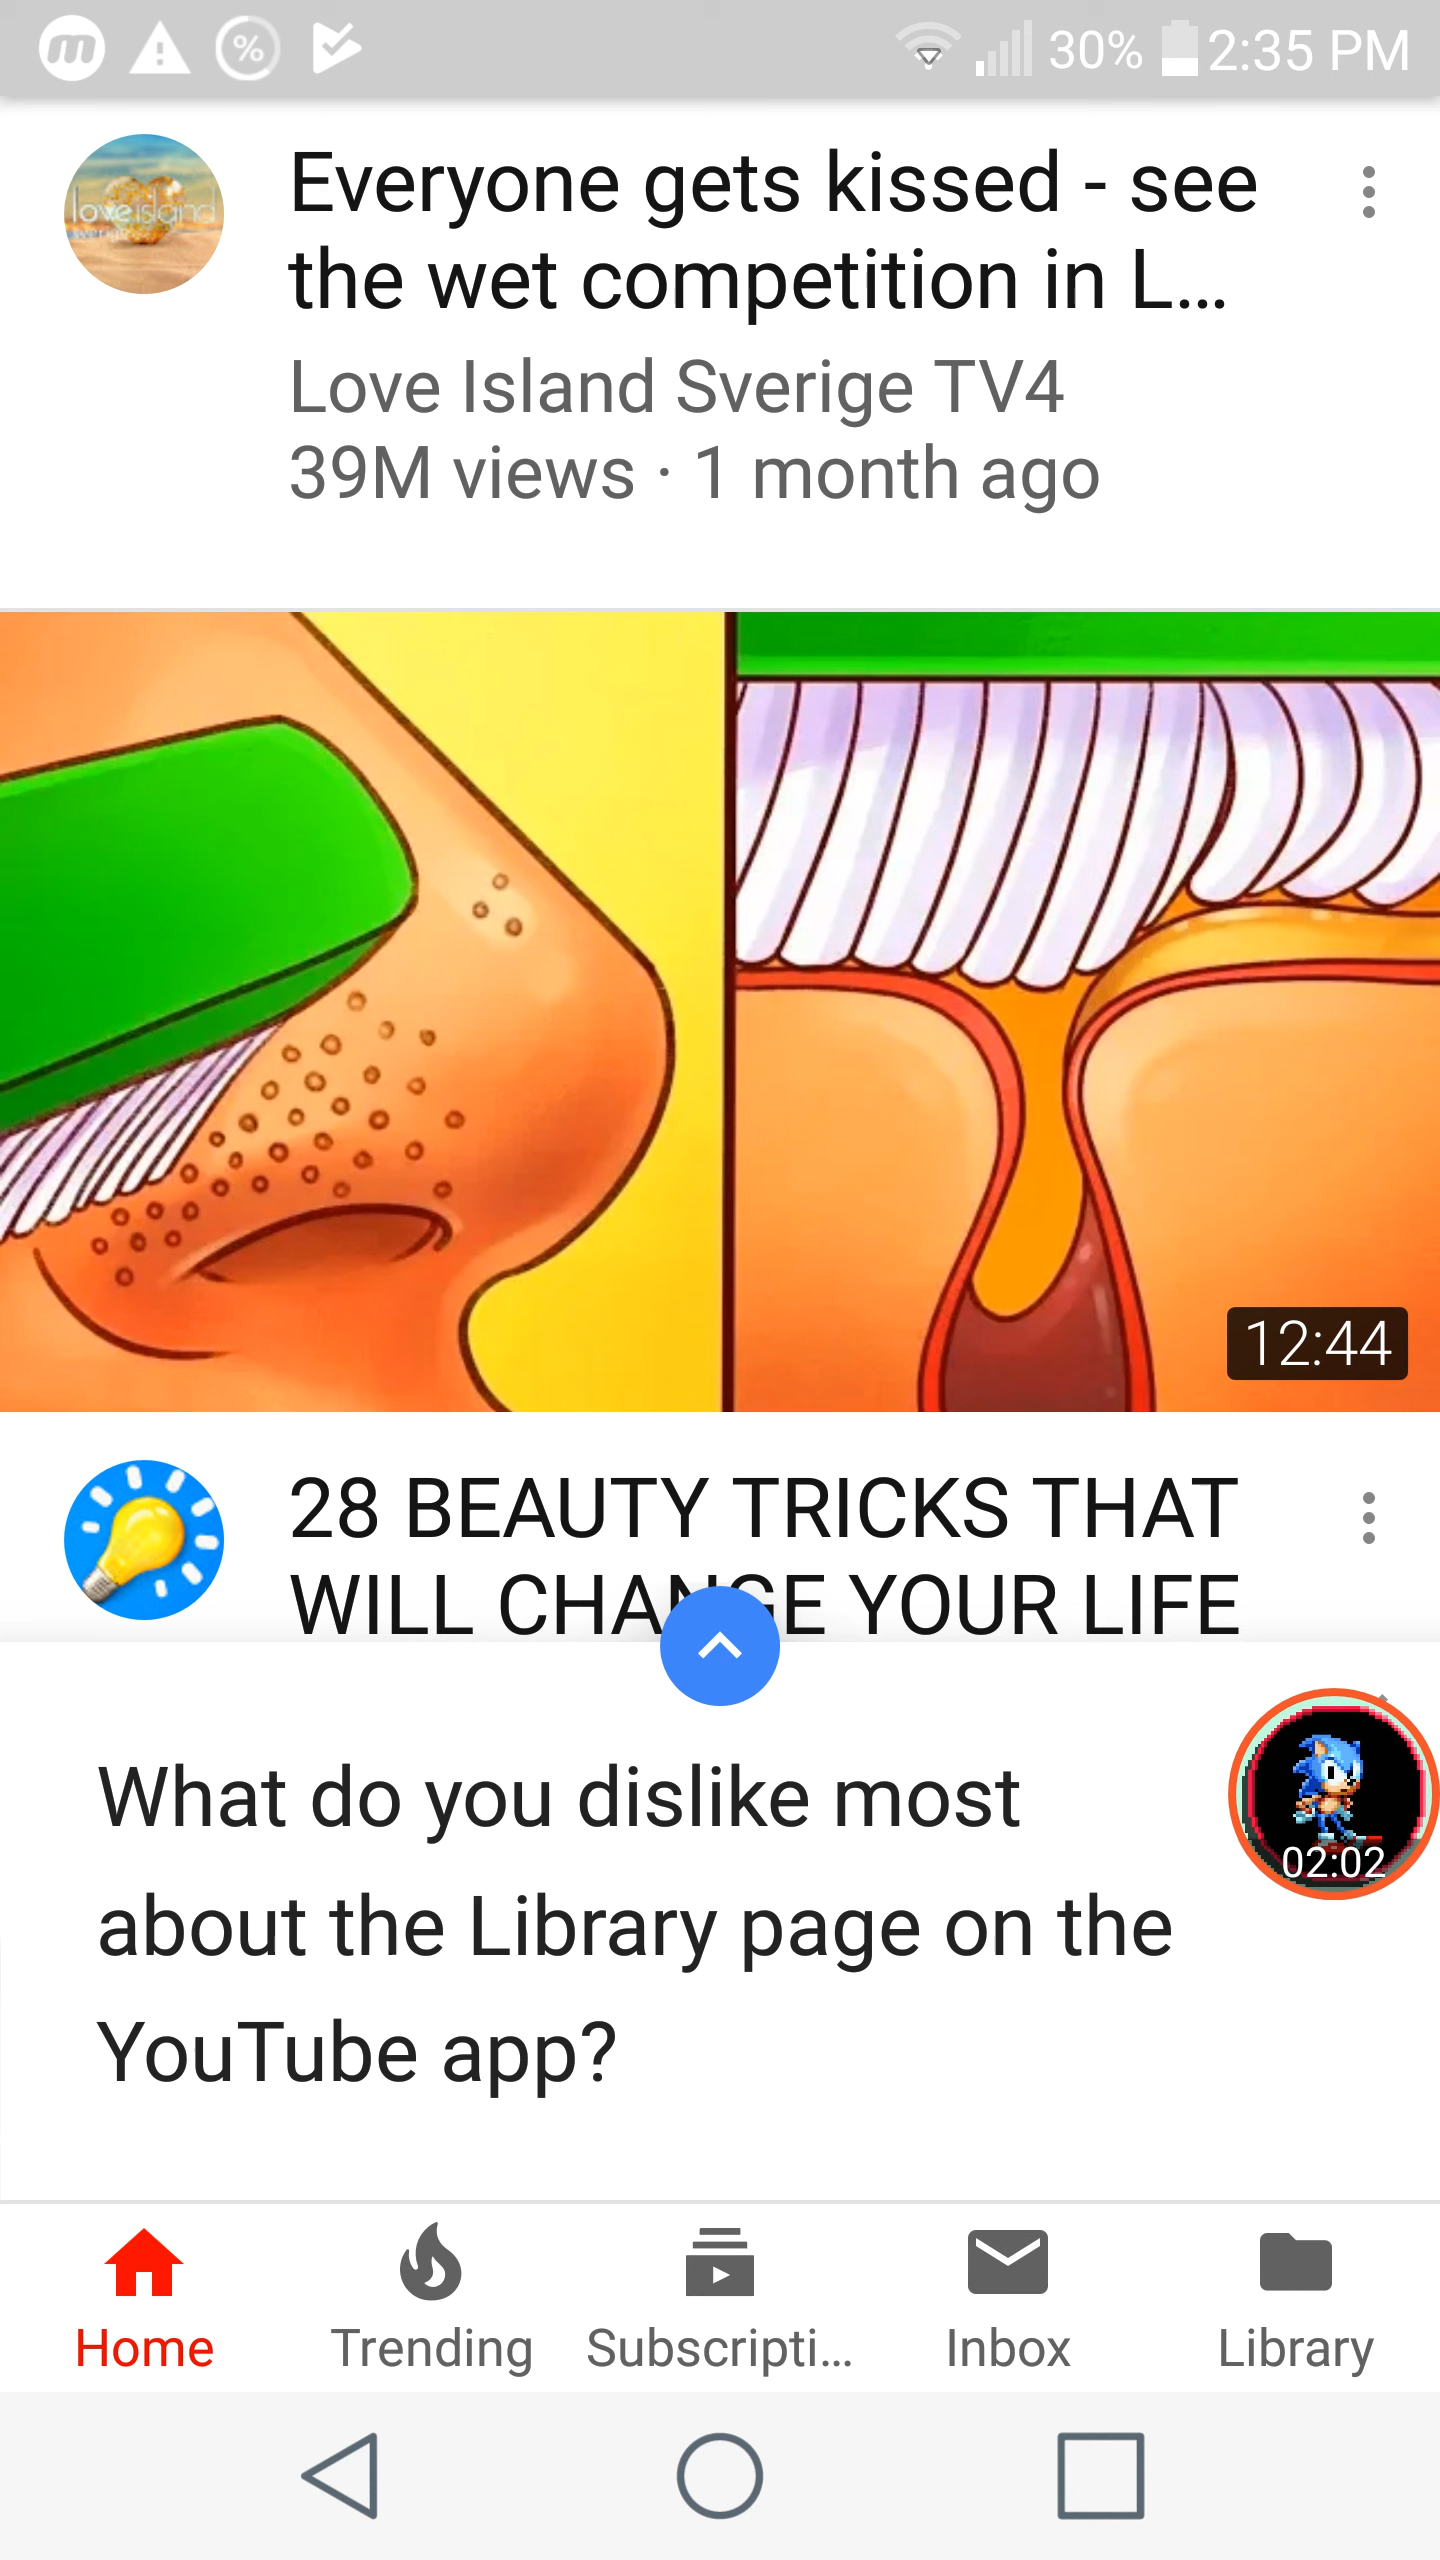 30% 2:35 PM
love island
Everyone gets kissed - see
the wet competition in L...
Love Island Sverige TV4
39M views · 1 month ago
12:44
28 BEAUTY TRICKS THAT
WILL CHANGE YOUR LIFE
What do you dislike most
about the Library page on the
YouTube app?
02:02
Home Trending Subscripti... Inbox Library